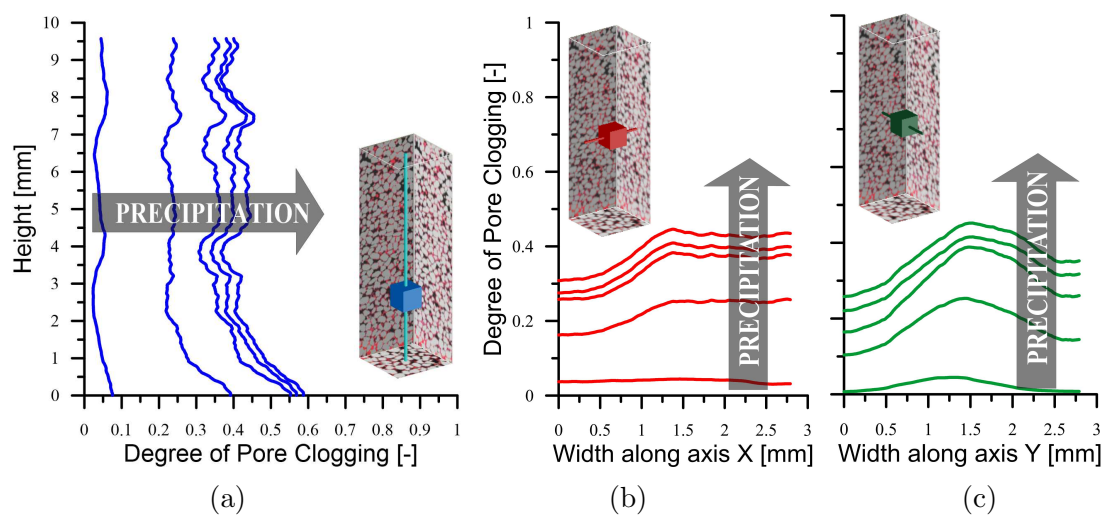 10
9
8
7
6
5
4
3
2
1
0
Height [mm]
PRECIPITATION
0 0.1 0.2 0.3 0.4 0.5 0.6 0.7 0.8 0.9 1
Degree of Pore Clogging [-]
(a)
b)
1
0.8
0.6
0.4
0.2
0
Degree of Pore Clogging [-]
PRECIPITATION
0 0.5 1 1.5 2 2.5 3
Width along axis X [mm]
(b)
c)
PRECIPITATION
0 0.5 1 1.5 2 2.5 3
Width along axis Y [mm]
(c)